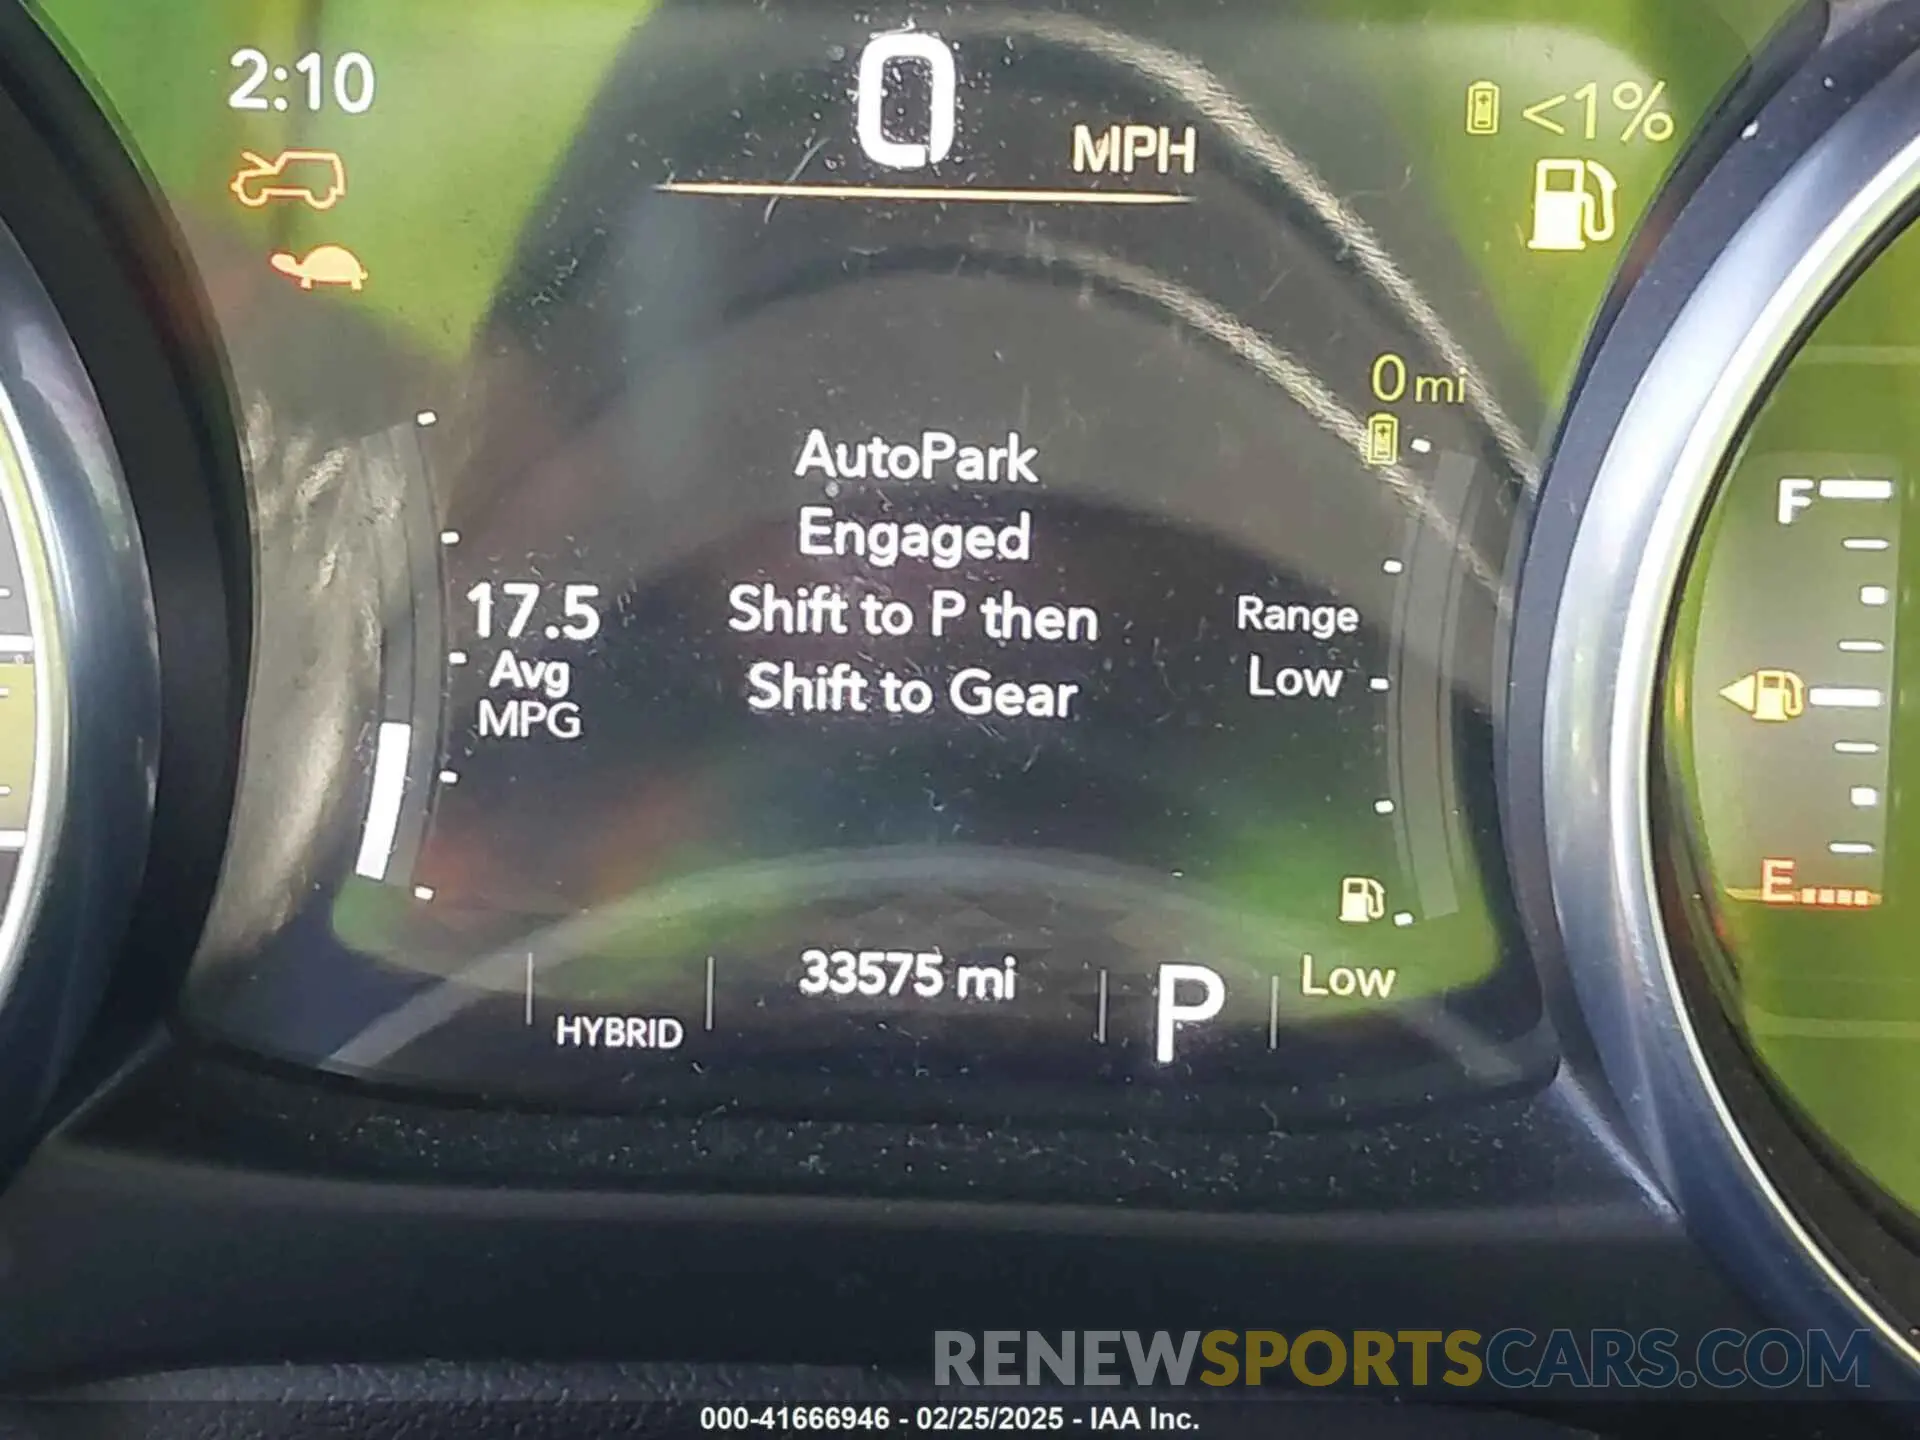 2:10
0 MPH
<1%
0 mi
AutoPark
Engaged
Shift to P then
Shift to Gear
17.5
Avg
MPG
Range
Low
F
E
HYBRID
33575 mi
P
Low
RENEWSPORTSCARS.COM
000-41666946 - 02/25/2025 - IAA Inc.